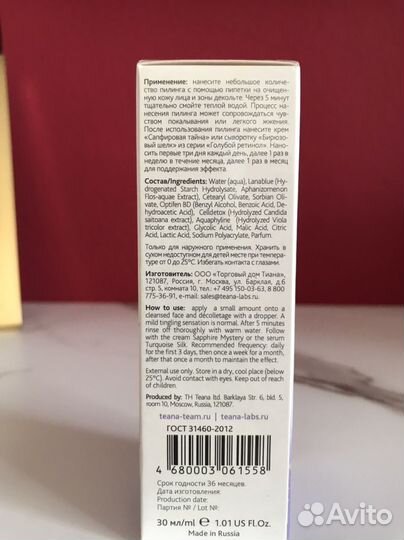 Применение: нанесите небольшое количе-
ство пилинга с помощью пипетки на очищен-
ную кожу лица и зоны декольте. Через 5 минут
тщательно смойте теплой водой. Процесс на-
несения пилинга может сопровождаться чув-
ством покалывания или легкого жжения.
После использования пилинга нанесите крем
«Сапфировая тайна» или сыворотку «Бирюзо-
вый шелк» из серии «Голубой ретинол». Нано-
сить первые три дня каждый день, далее 1 раз в
неделю в течение месяца, далее 1 раз в месяц
для поддержания эффекта.
Состав/Ingredients: Water (aqua), Lanablue (Hy-
drogenated Starch Hydrolysate, Aphanizomenon
Flos-aquae Extract), Cetearyl Olivate, Sorbian Oli-
vate, Optifen BD (Benzyl Alcohol, Benzoic Acid, De-
hydroacetic Acid), Celldetox (Hydrolyzed Candida
saitoana extract), Aquaphyline (Hydrolyzed Viola
tricolor extract), Glycolic Acid, Malic Acid, Citric
Acid, Lactic Acid, Sodium Polyacrylate, Parfum.
Только для наружного применения. Хранить в
сухом недоступном для детей месте при темпера-
туре от 0 до 25°С. Избегать контакта с глазами.
Изготовитель: ООО «Торговый дом Тиана»,
121087, Россия, г. Москва, ул. Барклая, д.6
стр. 5, комната 10, тел.: +7 495 150-03-63, 8 800
775-36-91, e-mail: sales@teana-labs.ru
How to use: apply a small amount onto a
cleansed face and décolletage with a dropper. A
mild tingling sensation is normal. After 5 minutes
rinse off thoroughly with warm water. Follow
with the cream Sapphire Mystery or the serum
Turquoise Silk. Recommended frequency: daily
for the first 3 days, then once a week for a month,
after that once a month to maintain the effect.
External use only. Store in a dry, cool place (below
25°C). Avoid contact with eyes. Keep out of reach
of children.
Produced by: TH Teana ltd. Barklaya Str. 6, bld. 5,
room 10, Moscow, Russia, 121087.
teana-team.ru | teana-labs.ru
ГОСТ 31460-2012
4 680003 061558
Срок годности 36 месяцев.
Дата изготовления:
Production date:
Партия № / Lot №:
30 мл/ml ℮ 1.01 US Fl.Oz.
Made in Russia
Avito